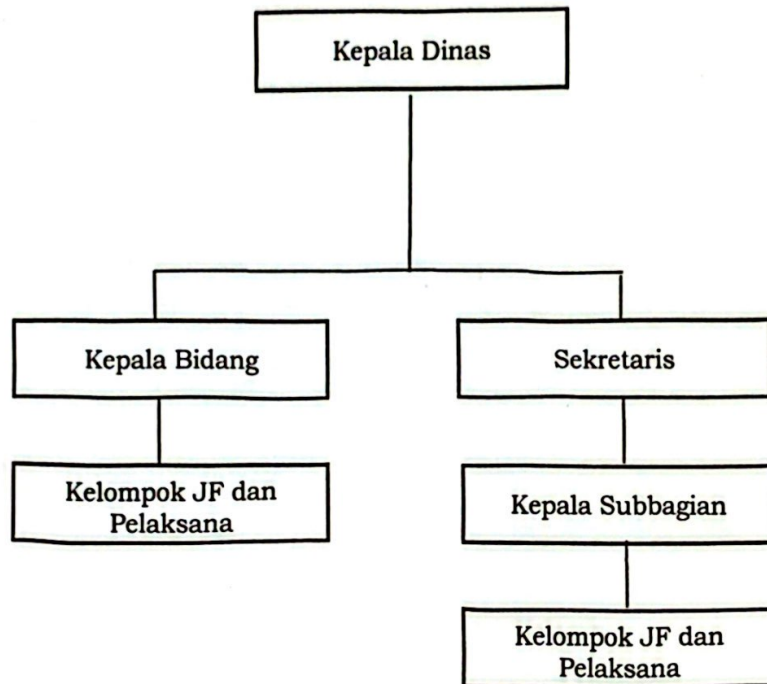 Kepala Dinas
Kepala Bidang
Sekretaris
Kelompok JF dan
Pelaksana
Kepala Subbagian
Kelompok JF dan
Pelaksana